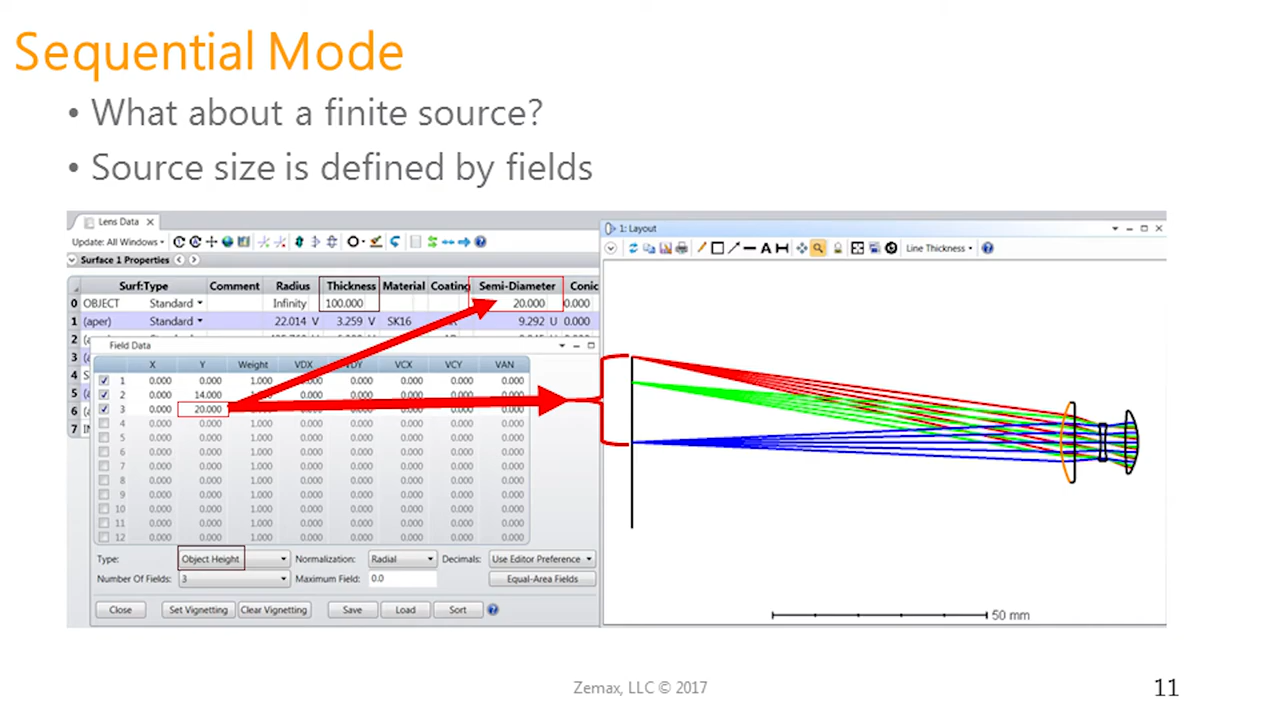 Sequential Mode
• What about a finite source?
• Source size is defined by fields
Lens Data
Update: All Windows
Surface 1 Properties
Surf:Type Comment Radius Thickness Material Coating Semi-Diameter Conic
0 OBJECT Standard Infinity 100.000 20.000 0.000
1 (aper) Standard 22.014 V 3.259 V SK16 9.292 U 0.000
2
3
4 S
5
6
7
Field Data
X Y Weight VDX VDY VCX VCY VAN
1 0.000 0.000 1.000 0.000 0.000 0.000 0.000 0.000
2 0.000 14.000 0.000 0.000 0.000 0.000
3 0.000 20.000 0.000
4 0.000 0.000 1.000 0.000 0.000 0.000 0.000 0.000
5 0.000 0.000 1.000 0.000 0.000 0.000 0.000 0.000
6 0.000 0.000 1.000 0.000 0.000 0.000 0.000 0.000
7 0.000 0.000 1.000 0.000 0.000 0.000 0.000 0.000
8 0.000 0.000 1.000 0.000 0.000 0.000 0.000 0.000
9 0.000 0.000 1.000 0.000 0.000 0.000 0.000 0.000
10 0.000 0.000 1.000 0.000 0.000 0.000 0.000 0.000
11 0.000 0.000 1.000 0.000 0.000 0.000 0.000 0.000
12 0.000 0.000 1.000 0.000 0.000 0.000 0.000 0.000
Type: Object Height Normalization: Radial Decimals: Use Editor Preference
Number Of Fields: 3 Maximum Field: 0.0 Equal-Area Fields
Close Set Vignetting Clear Vignetting Save Load Sort
1: Layout
Line Thickness
50 mm
Zemax, LLC © 2017
11